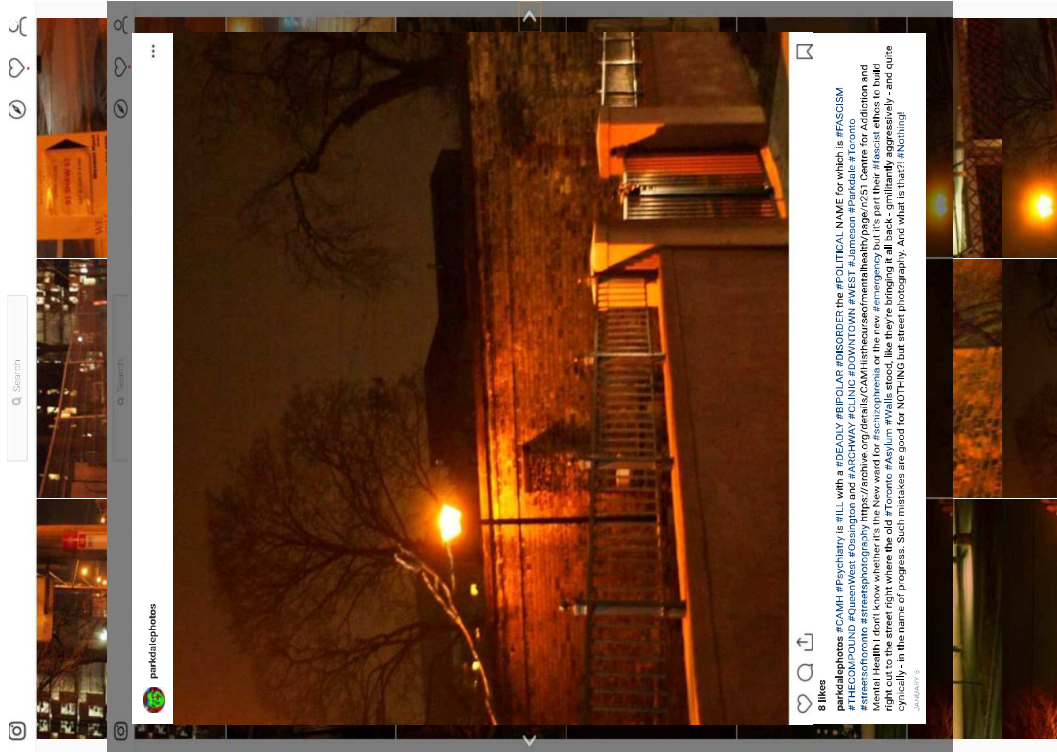 Search
Search
parkdalephotos
8 likes
parkdalephotos #CAMH #Psychiatry is #ILL with a #DEADLY #BIPOLAR #DISORDER the #POLITICAL NAME for which is #FASCISM
#THECOMPOUND #QueenWest #Ossington and #ARCHWAY #CLINIC #DOWNTOWN #WEST #Jameson #Parkdale #Toronto
#streetsoftoronto #streetsphotography https://archive.org/details/CAMHisthecurseofmentalhealth/page/n251 Centre for Addiction and
Mental Health I don't know whether it's the New ward for #schizophrenia or the new #emergency but it's part their #fascist ethos to build
right out to the street right where the old #Toronto #Asylum #Walls stood, like they're bringing it all back - gmilitantly aggressively - and quite
cynically - in the name of progress. Such mistakes are good for NOTHING but street photography. And what is that?! #Nothing!
JANUARY 5